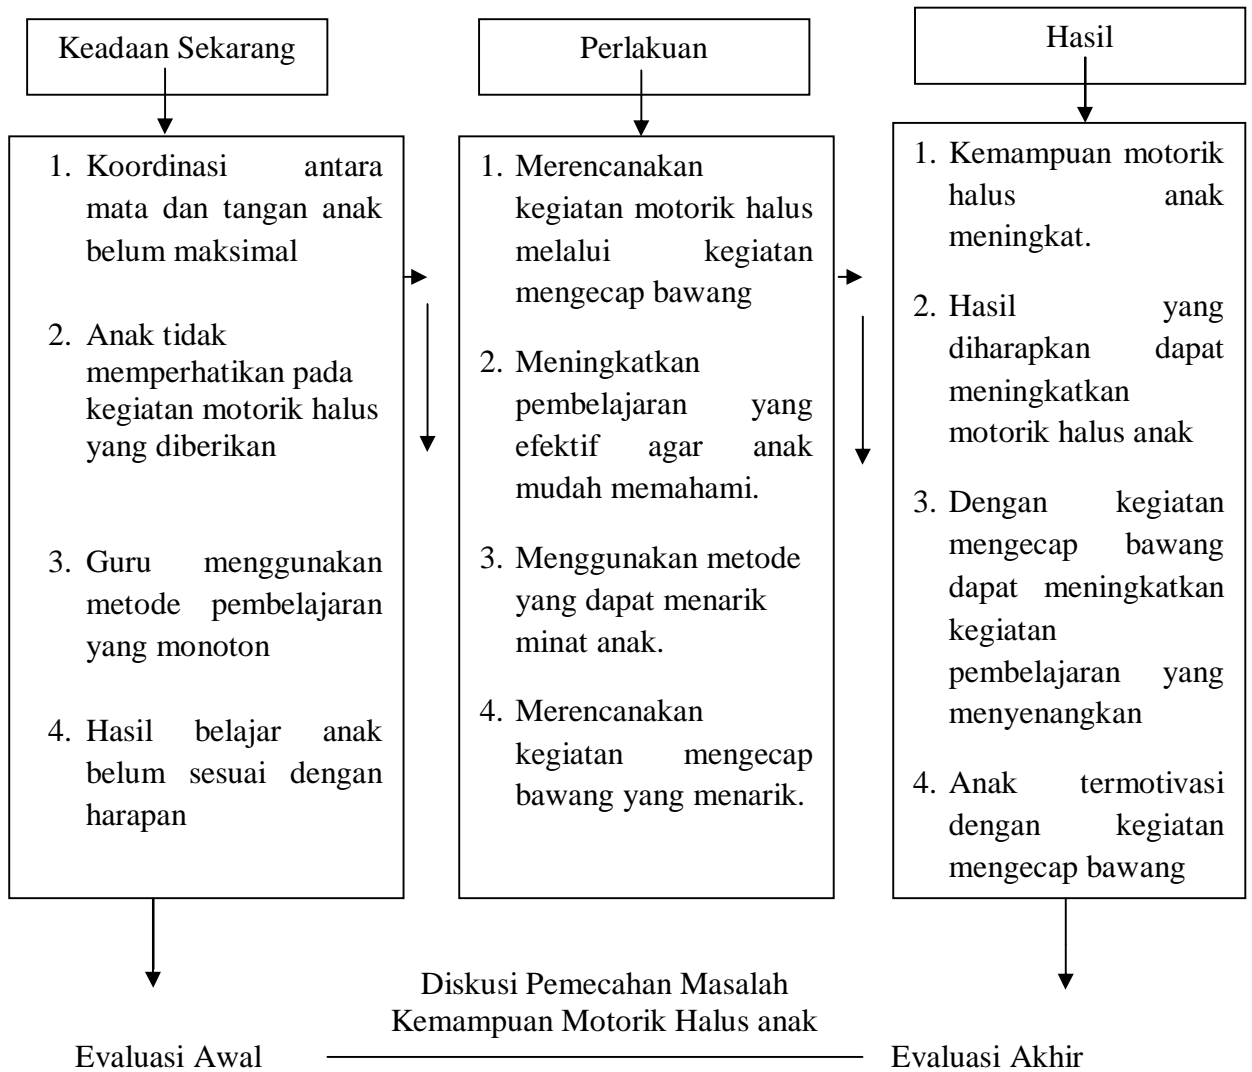 Keadaan Sekarang
1. Koordinasi antara
mata dan tangan anak
belum maksimal
2. Anak tidak
memperhatikan pada
kegiatan motorik halus
yang diberikan
3. Guru menggunakan
metode pembelajaran
yang monoton
4. Hasil belajar anak
belum sesuai dengan
harapan
Perlakuan
1. Merencanakan
kegiatan motorik halus
melalui kegiatan
mengecap bawang
2. Meningkatkan
pembelajaran yang
efektif agar anak
mudah memahami.
3. Menggunakan metode
yang dapat menarik
minat anak.
4. Merencanakan
kegiatan mengecap
bawang yang menarik.
Hasil
1. Kemampuan motorik
halus anak
meningkat.
2. Hasil yang
diharapkan dapat
meningkatkan
motorik halus anak
3. Dengan kegiatan
mengecap bawang
dapat meningkatkan
kegiatan
pembelajaran yang
menyenangkan
4. Anak termotivasi
dengan kegiatan
mengecap bawang
Diskusi Pemecahan Masalah
Kemampuan Motorik Halus anak
Evaluasi Awal
Evaluasi Akhir